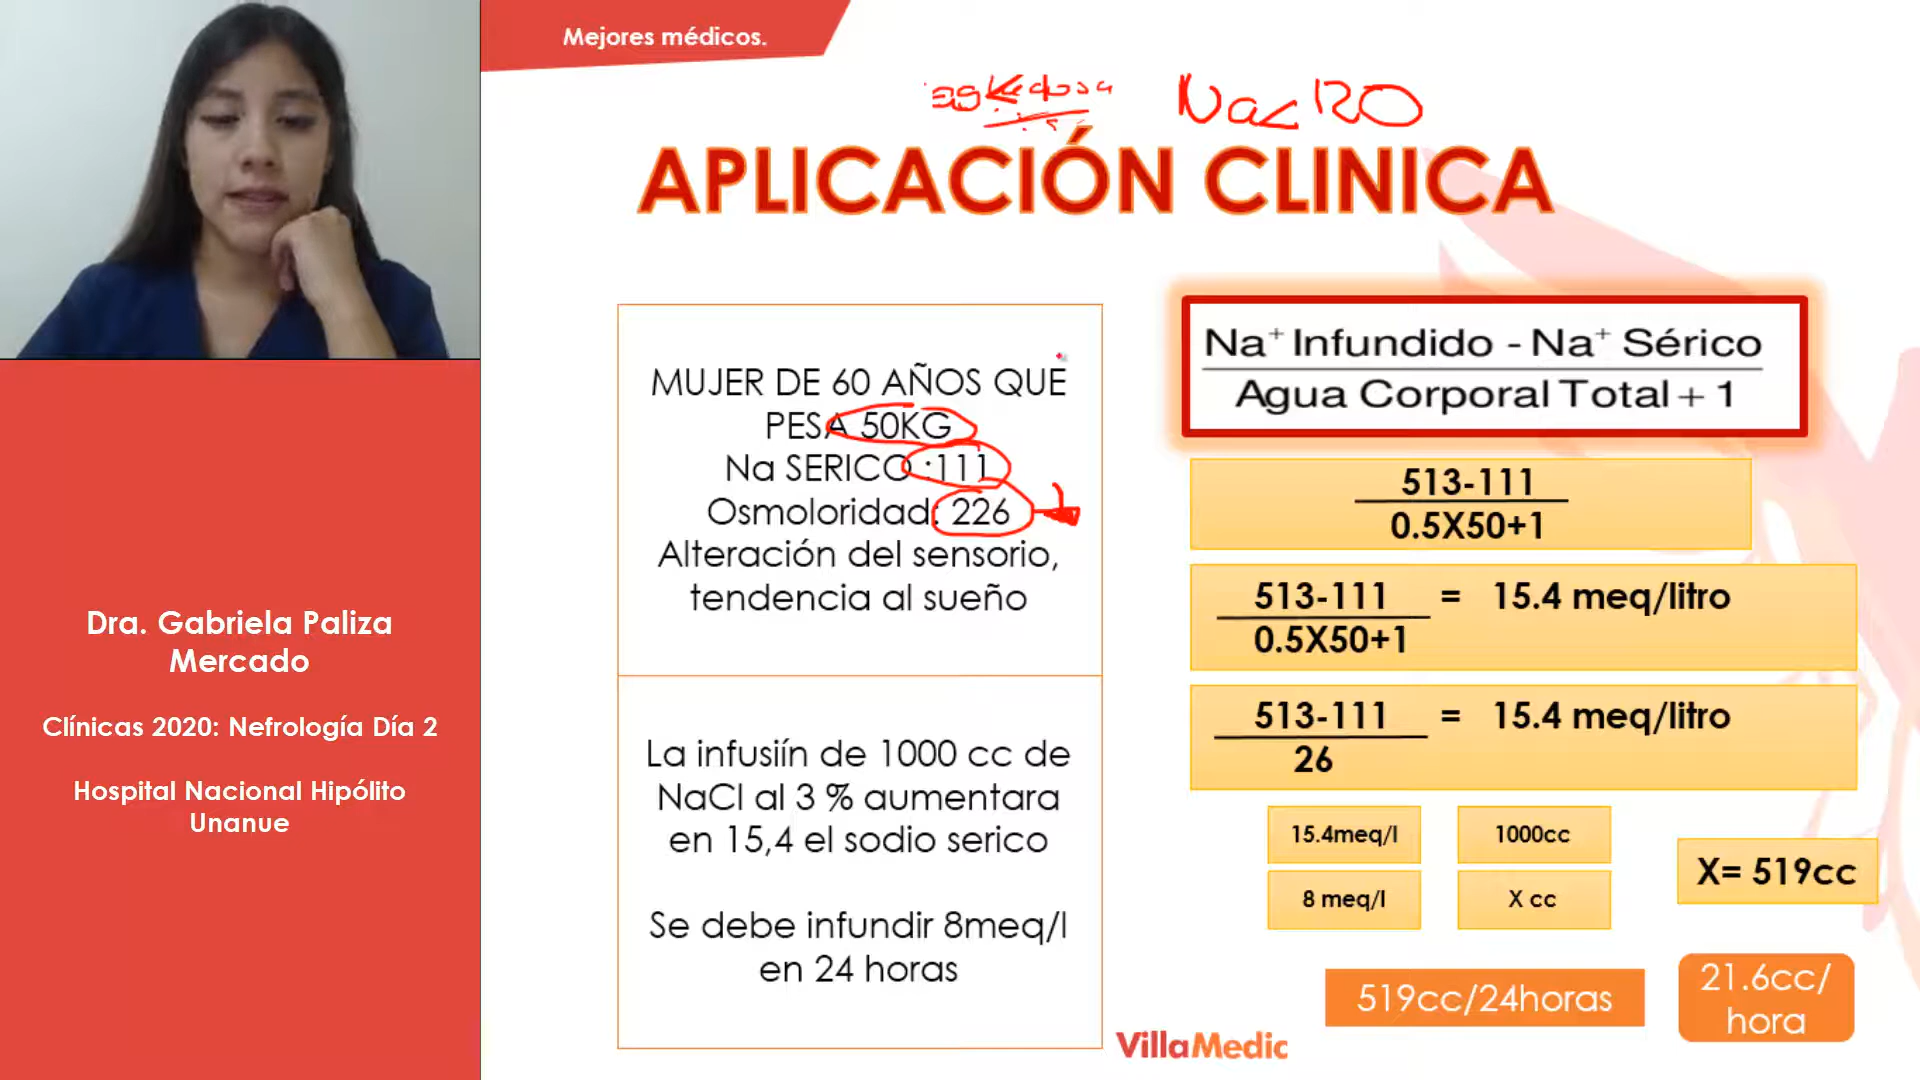 Mejores médicos.
Na< 120
APLICACIÓN CLINICA
MUJER DE 60 AÑOS QUE
PESA 50KG
Na SERICO :111
Osmoloridad: 226
Alteración del sensorio,
tendencia al sueño
La infusiín de 1000 cc de
NaCl al 3 % aumentara
en 15,4 el sodio serico
Se debe infundir 8meq/l
en 24 horas
Na+ Infundido - Na+ Sérico
Agua Corporal Total + 1
513-111
0.5X50+1
513-111 = 15.4 meq/litro
0.5X50+1
513-111 = 15.4 meq/litro
26
15.4meq/l 1000cc
8 meq/l X cc
X= 519cc
519cc/24horas
21.6cc/
hora
VillaMedic
Dra. Gabriela Paliza
Mercado
Clínicas 2020: Nefrología Día 2
Hospital Nacional Hipólito
Unanue